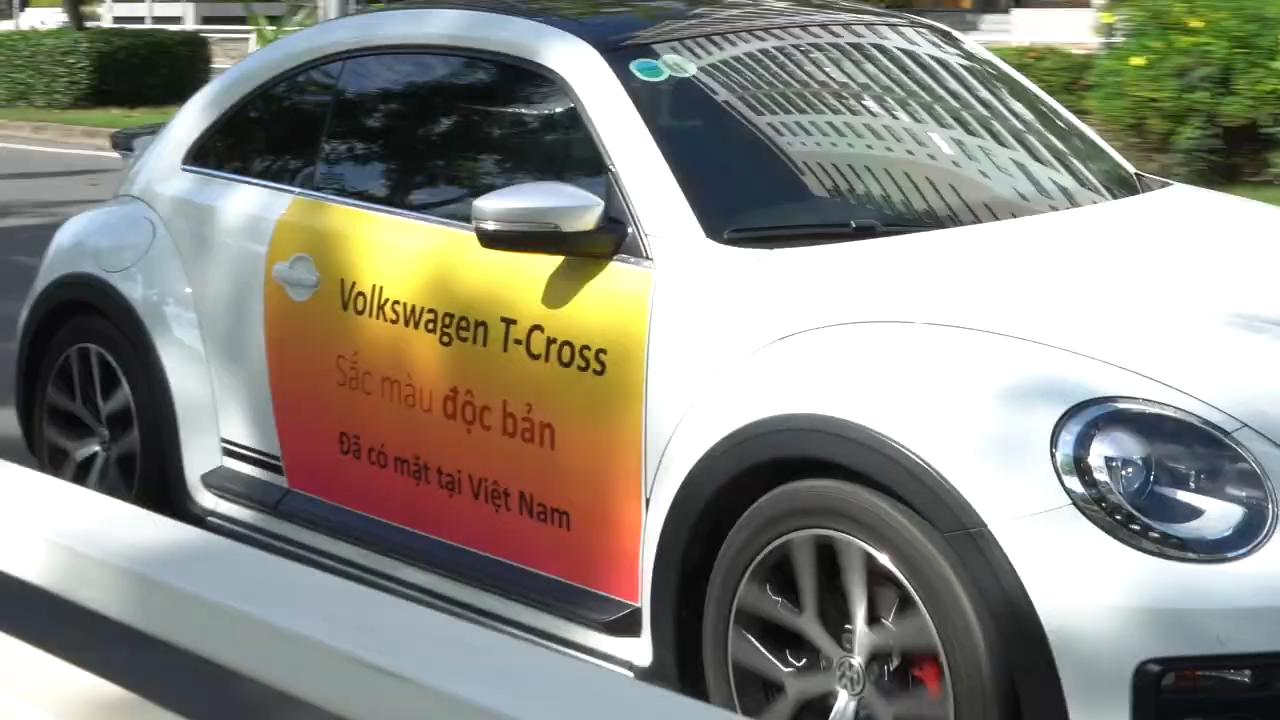 Volkswagen T-Cross
Sắc màu độc bản
Đã có mặt tại Việt Nam